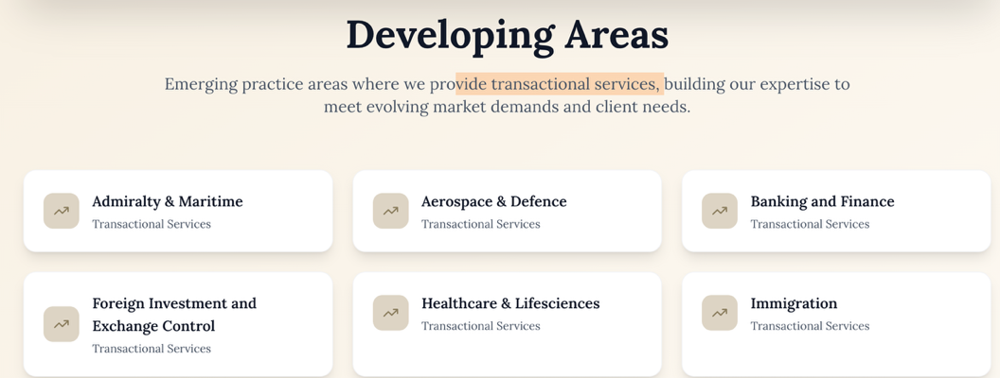 Developing Areas
Emerging practice areas where we provide transactional services, building our expertise to
meet evolving market demands and client needs.
Admiralty & Maritime
Transactional Services
Aerospace & Defence
Transactional Services
Banking and Finance
Transactional Services
Foreign Investment and
Exchange Control
Transactional Services
Healthcare & Lifesciences
Transactional Services
Immigration
Transactional Services